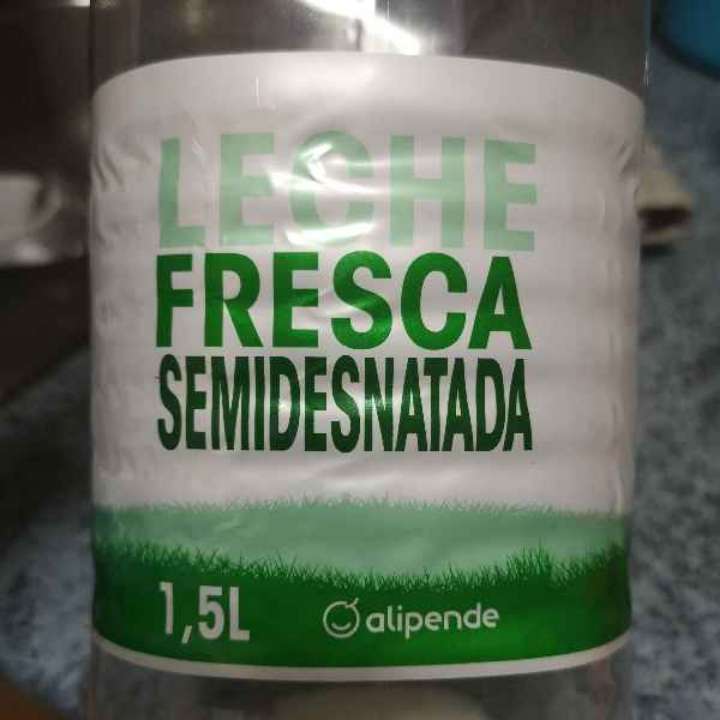 LECHE
FRESCA
SEMIDESNATADA
1,5L alipende